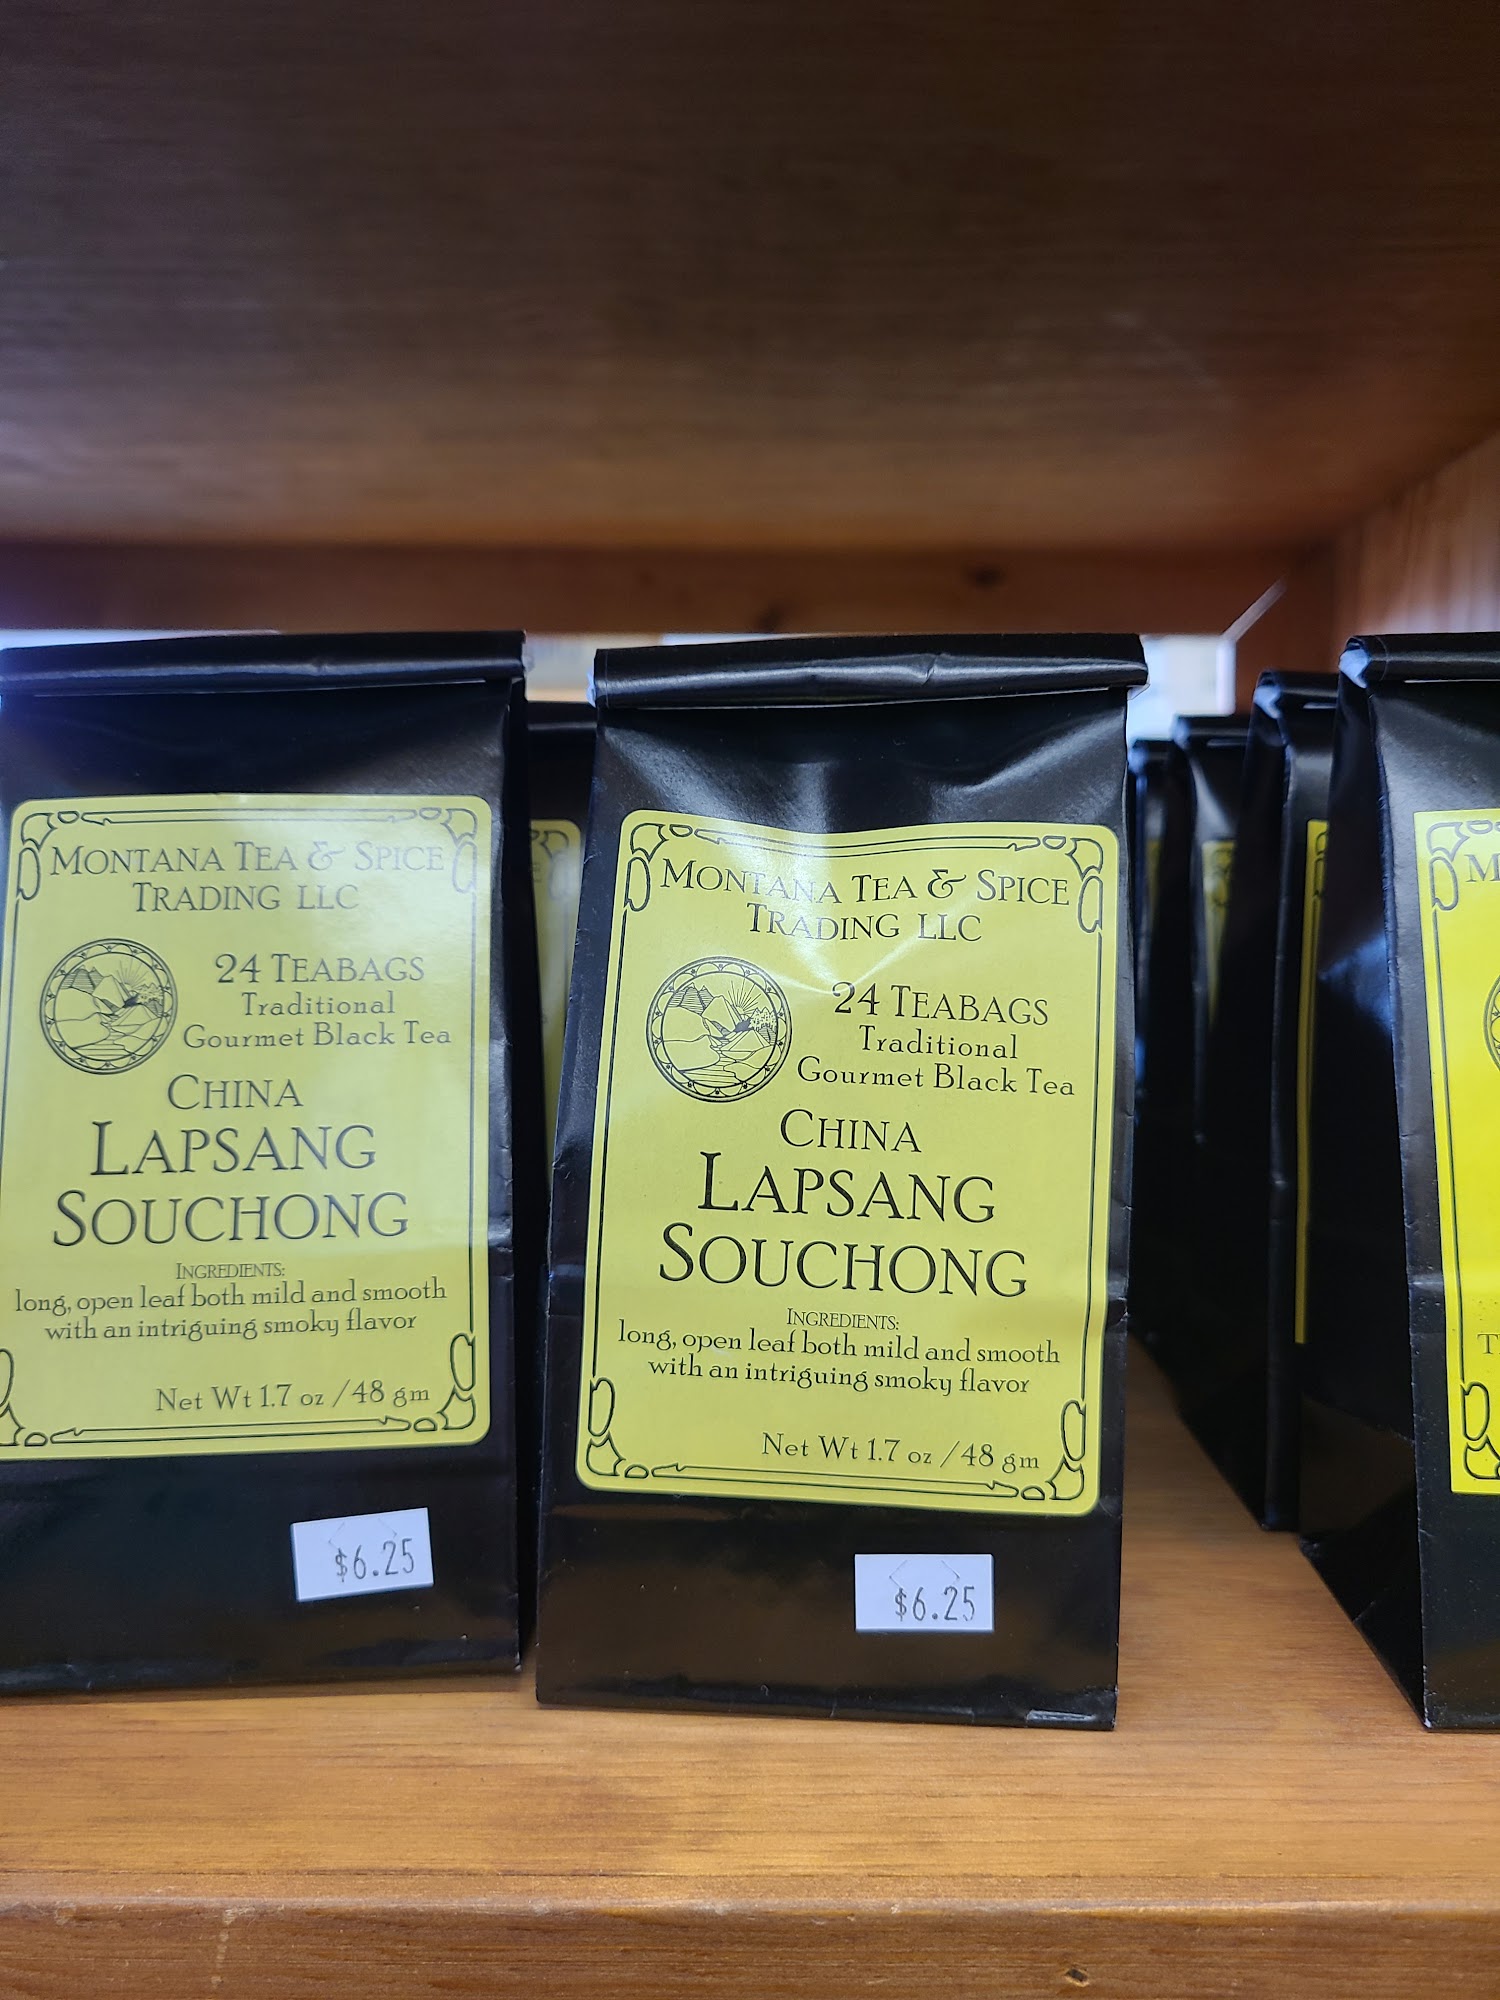 MONTANA TEA & SPICE
TRADING LLC
24 TEABAGS
Traditional
Gourmet Black Tea
CHINA
LAPSANG
SOUCHONG
INGREDIENTS:
long, open leaf both mild and smooth
with an intriguing smoky flavor
Net Wt 1.7 oz / 48 gm
$6.25
MONTANA TEA & SPICE
TRADING LLC
24 TEABAGS
Traditional
Gourmet Black Tea
CHINA
LAPSANG
SOUCHONG
INGREDIENTS:
long, open leaf both mild and smooth
with an intriguing smoky flavor
Net Wt 1.7 oz / 48 gm
$6.25